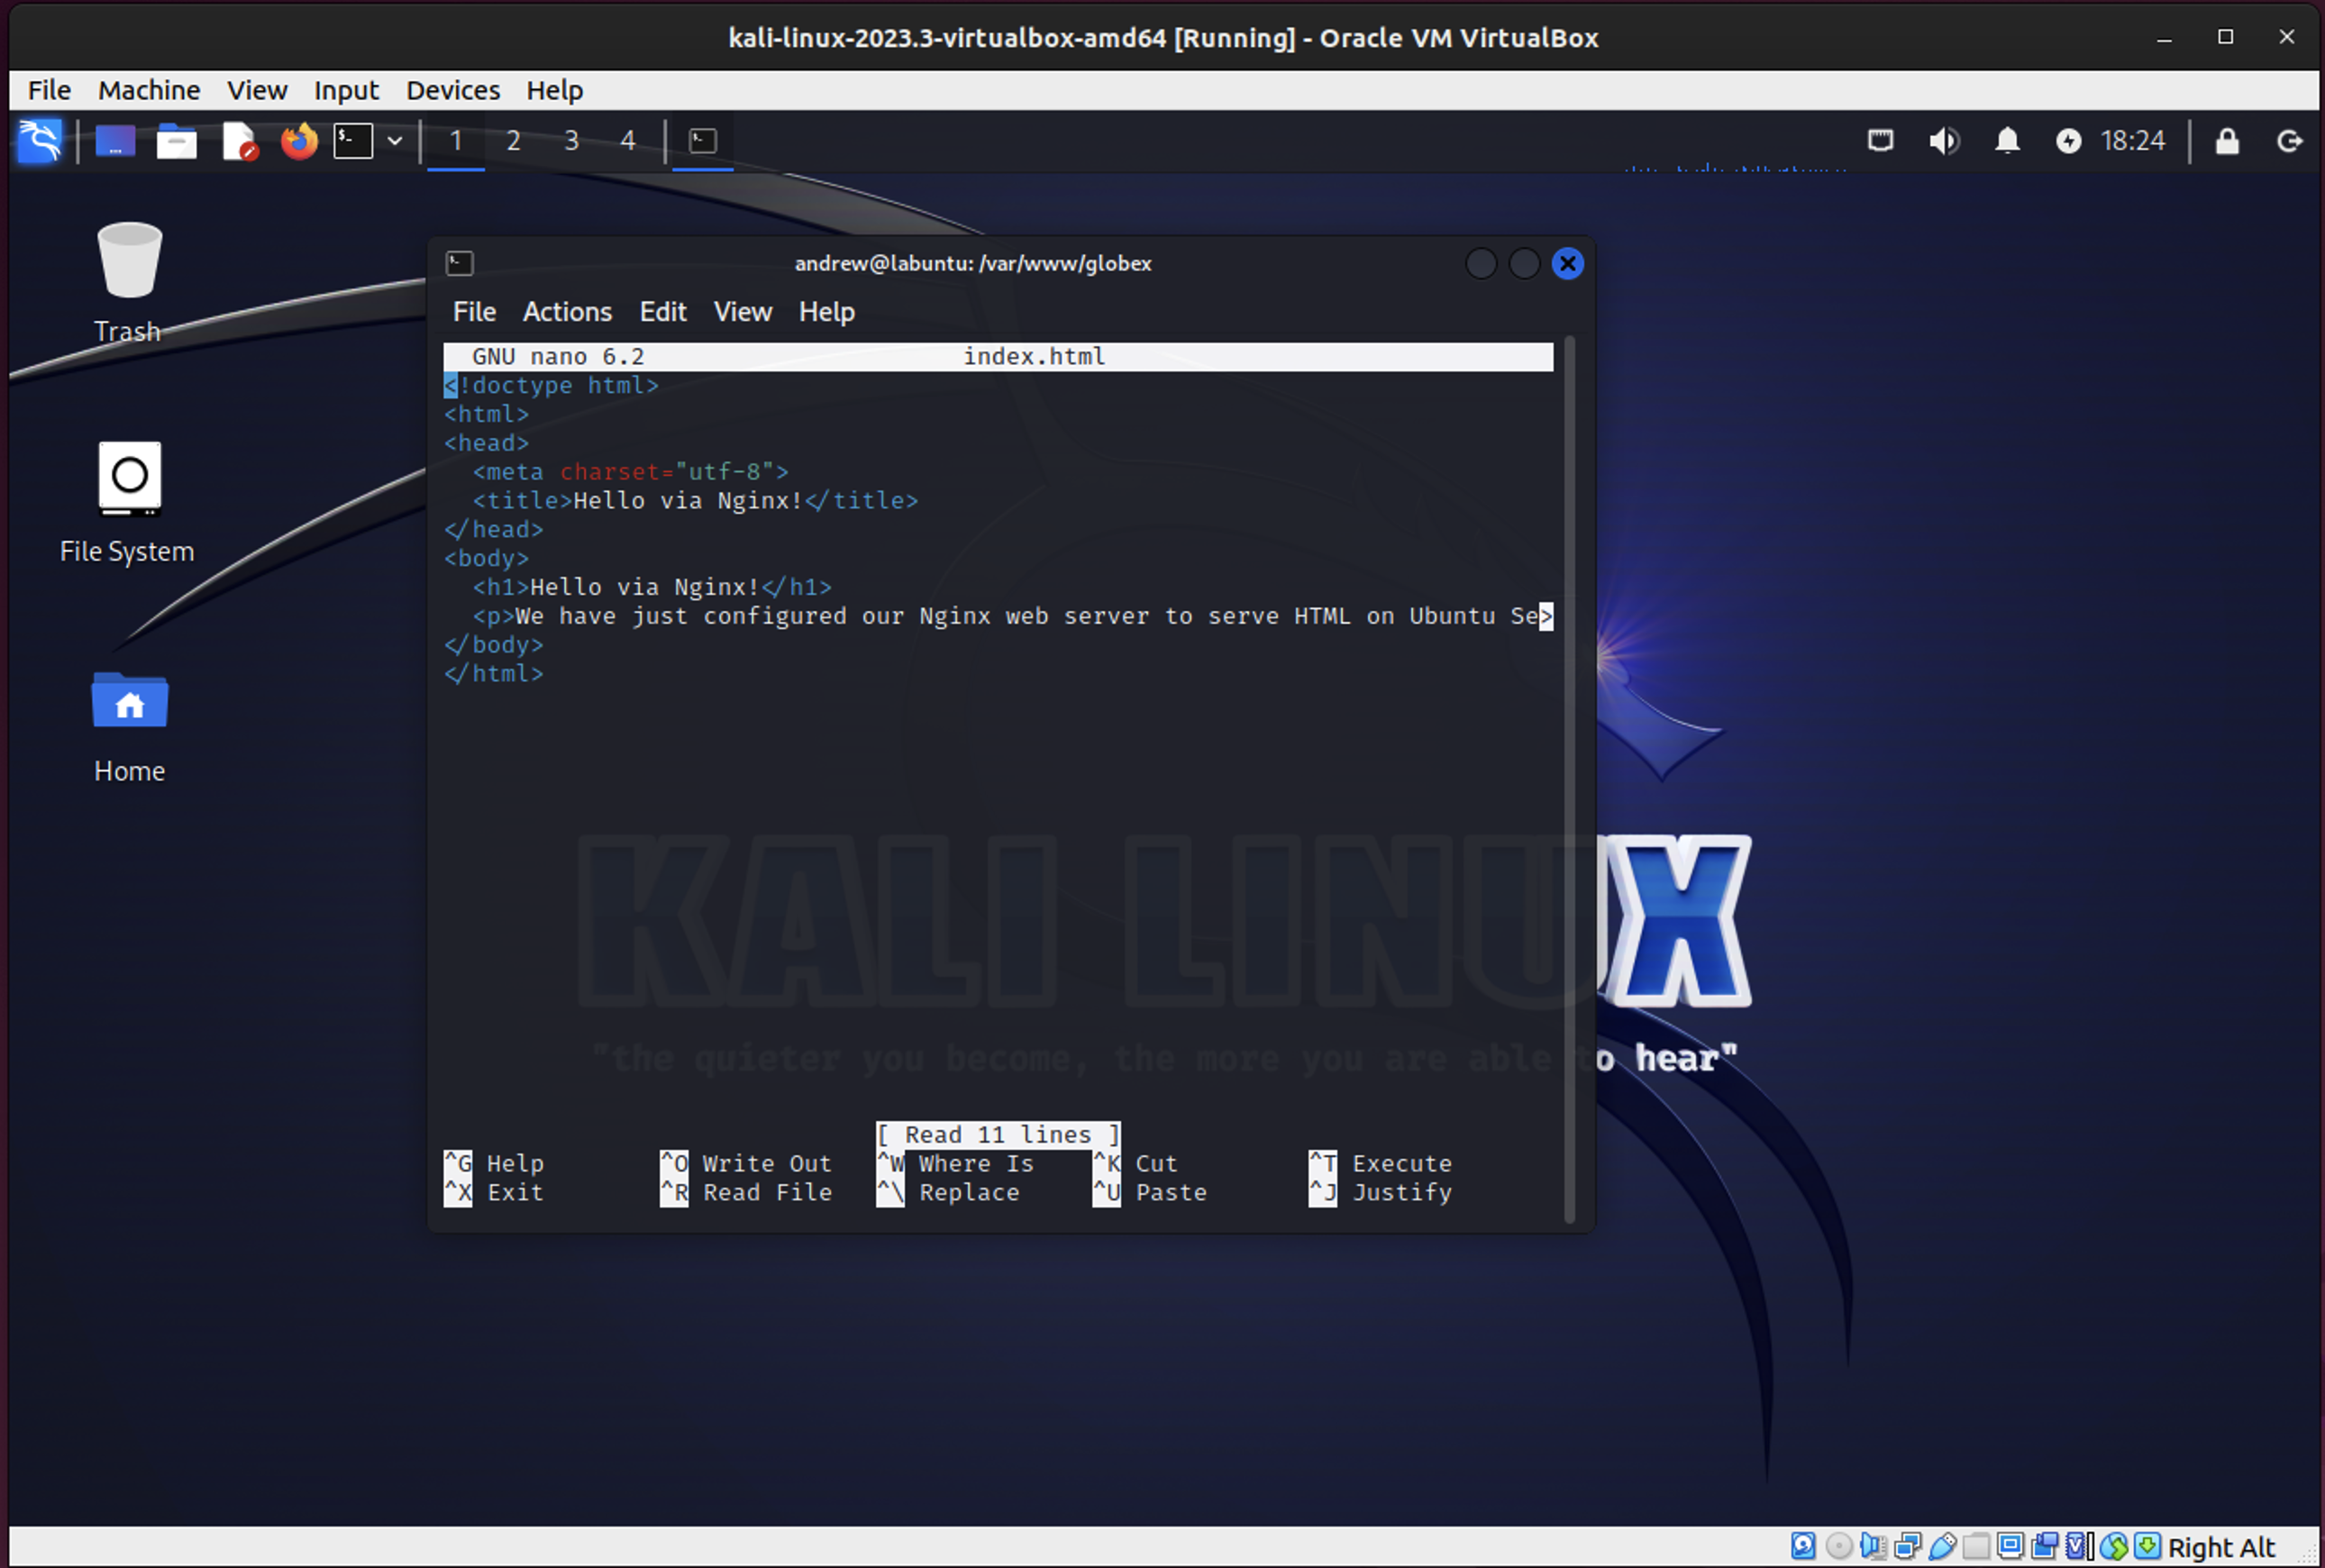 kali-linux-2023.3-virtualbox-amd64 [Running] - Oracle VM VirtualBox
File Machine View Input Devices Help
1 2 3 4 18:24
Trash
File System
Home
andrew@labuntu: /var/www/globex
File Actions Edit View Help
GNU nano 6.2 index.html
<!doctype html>
<html>
<head>
  <meta charset="utf-8">
  <title>Hello via Nginx!</title>
</head>
<body>
  <h1>Hello via Nginx!</h1>
  <p>We have just configured our Nginx web server to serve HTML on Ubuntu Se>
</body>
</html>
KALI LINUX
"the quieter you become, the more you are able to hear"
[ Read 11 lines ]
^G Help ^O Write Out ^W Where Is ^K Cut ^T Execute
^X Exit ^R Read File ^\ Replace ^U Paste ^J Justify
Right Alt